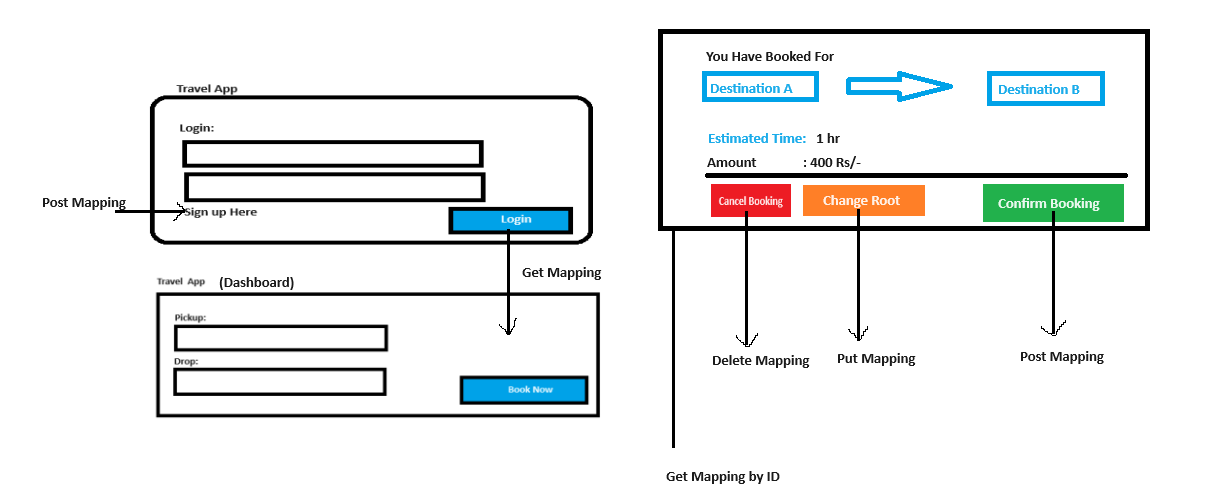 Travel App
Login:
Post Mapping
Sign up Here
Login
Get Mapping
Travel App (Dashboard)
Pickup:
Drop:
Book Now
You Have Booked For
Destination A
Destination B
Estimated Time: 1 hr
Amount : 400 Rs/-
Cancel Booking
Change Root
Confirm Booking
Delete Mapping
Put Mapping
Post Mapping
Get Mapping by ID